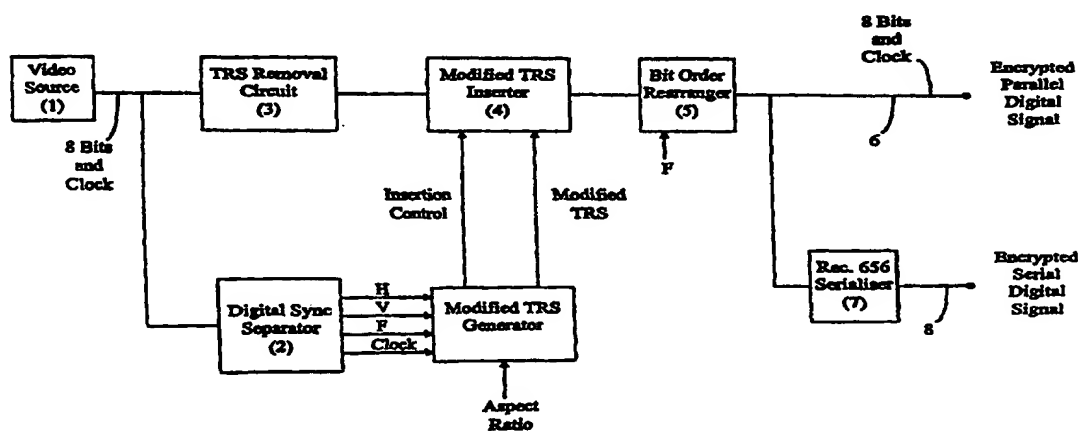 Video
Source
(1)
8 Bits
and
Clock
TRS Removal
Circuit
(3)
Modified TRS
Inserter
(4)
Bit Order
Rearranger
(5)
F
8 Bits
and
Clock
6
Encrypted
Parallel
Digital
Signal
Insertion
Control
Modified
TRS
Digital Sync
Separator
(2)
H
V
F
Clock
Modified TRS
Generator
Aspect
Ratio
Rec. 656
Serialiser
(7)
8
Encrypted
Serial
Digital
Signal